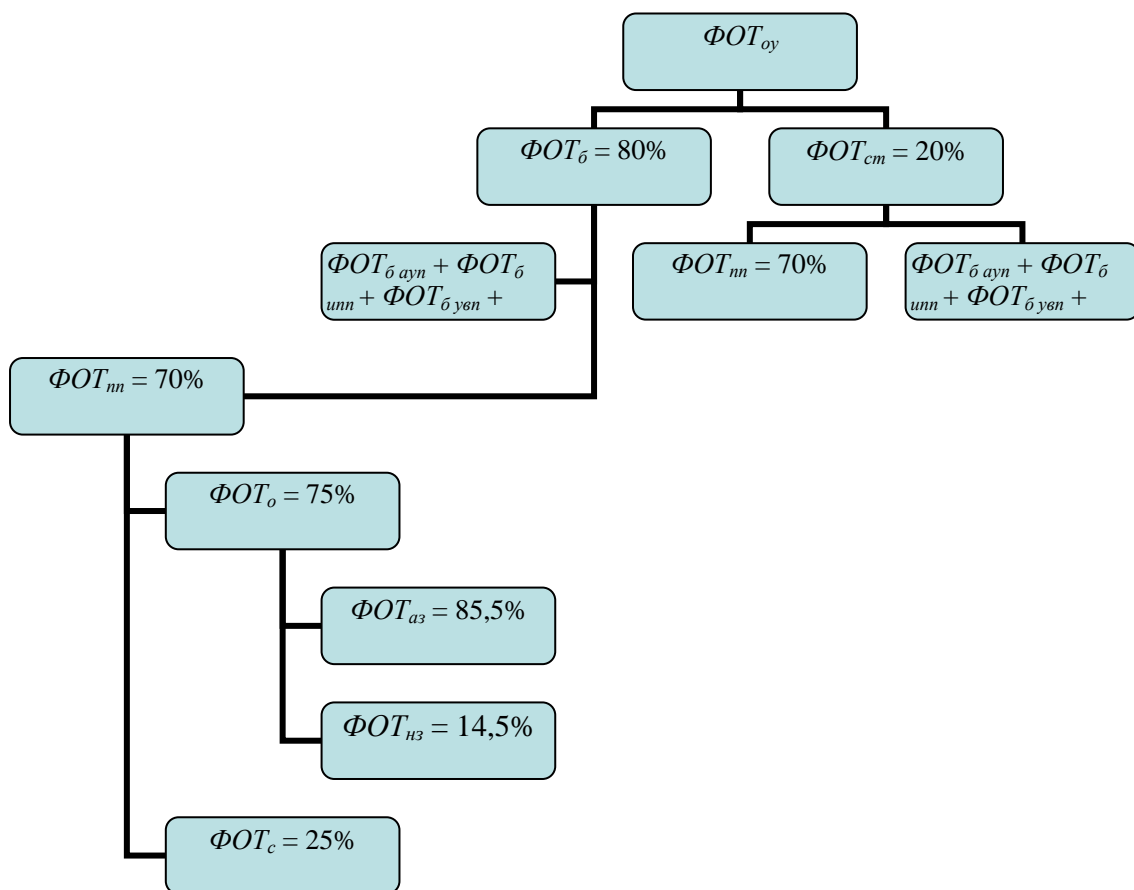 ФОТоу
ФОТб = 80%
ФОТст = 20%
ФОТб ауп + ФОТб
ипп + ФОТб увп +
ФОТпп = 70%
ФОТб ауп + ФОТб
ипп + ФОТб увп +
ФОТпп = 70%
ФОТо = 75%
ФОТаз = 85,5%
ФОТнз = 14,5%
ФОТс = 25%